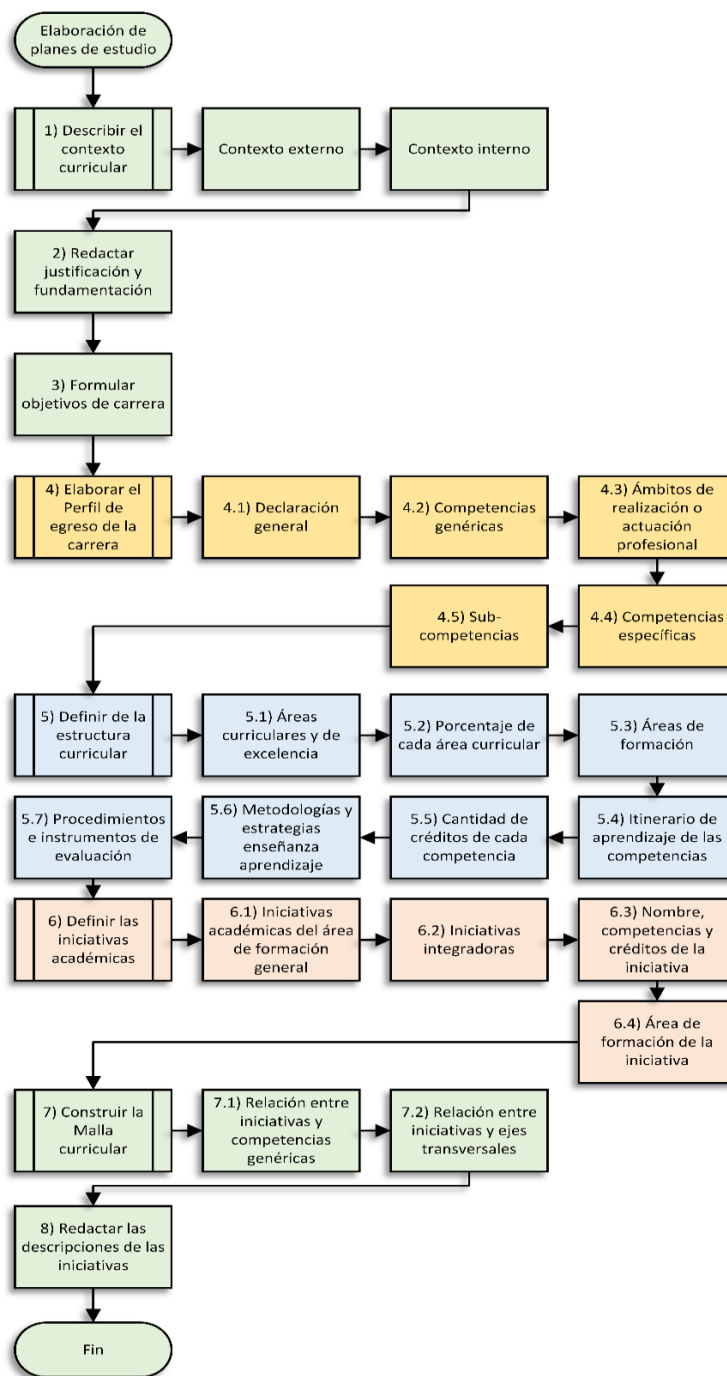 Elaboración de
planes de estudio
1) Describir el
contexto
curricular
Contexto externo
Contexto interno
2) Redactar
justificación y
fundamentación
3) Formular
objetivos de carrera
4) Elaborar el
Perfil de
egreso de la
carrera
4.1) Declaración
general
4.2) Competencias
genéricas
4.3) Ámbitos de
realización o
actuación
profesional
4.4) Competencias
específicas
4.5) Sub-
competencias
5) Definir de la
estructura
curricular
5.1) Áreas
curriculares y de
excelencia
5.2) Porcentaje de
cada área curricular
5.3) Áreas de
formación
5.4) Itinerario de
aprendizaje de las
competencias
5.5) Cantidad de
créditos de cada
competencia
5.6) Metodologías y
estrategias
enseñanza
aprendizaje
5.7) Procedimientos
e instrumentos de
evaluación
6) Definir las
iniciativas
académicas
6.1) Iniciativas
académicas del área
de formación
general
6.2) Iniciativas
integradoras
6.3) Nombre,
competencias y
créditos de la
iniciativa
6.4) Área de
formación de la
iniciativa
7) Construir la
Malla
curricular
7.1) Relación entre
iniciativas y
competencias
genéricas
7.2) Relación entre
iniciativas y ejes
transversales
8) Redactar las
descripciones de las
iniciativas
Fin